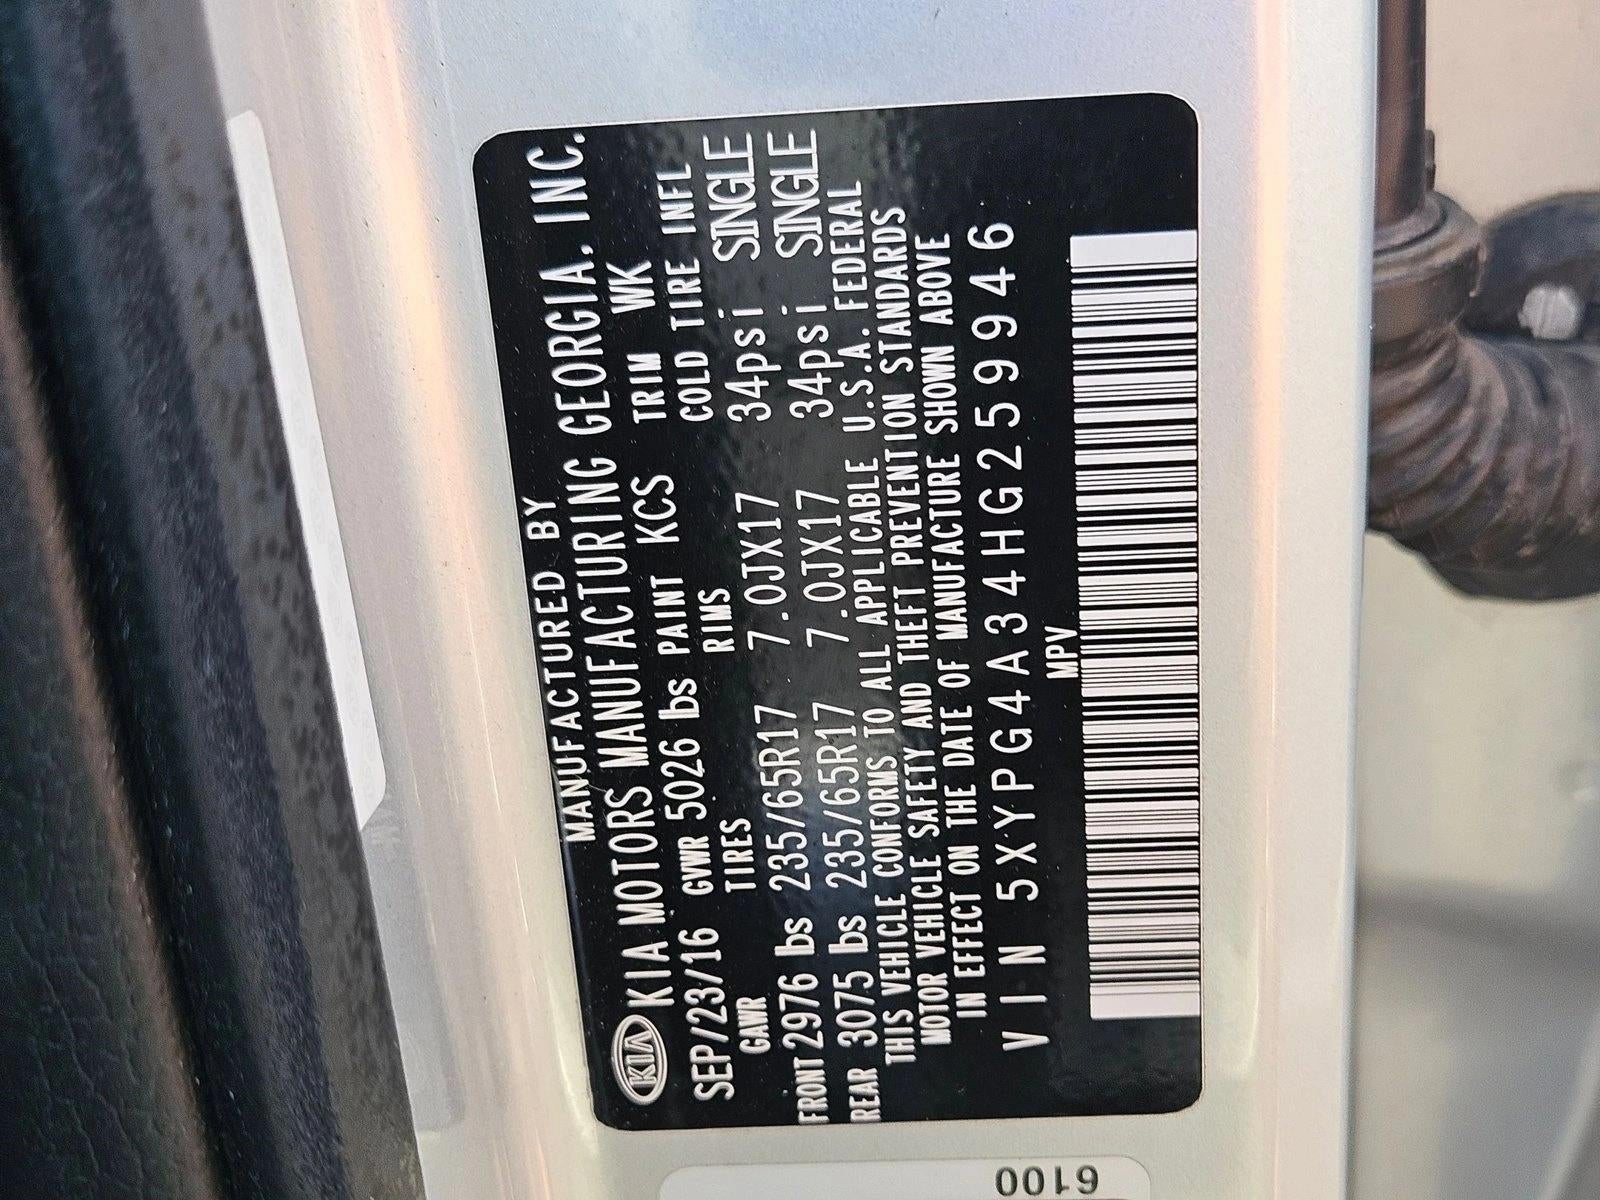 MANUFACTURED BY
KIA KIA MOTORS MANUFACTURING GEORGIA, INC.
SEP/23/16 GVWR 5026 lbs PAINT KCS TRIM WK
GAWR TIRES RIMS COLD TIRE INFL
FRONT 2976 lbs 235/65R17 7.0JX17 34psi SINGLE
REAR 3075 lbs 235/65R17 7.0JX17 34psi SINGLE
THIS VEHICLE CONFORMS TO ALL APPLICABLE U.S.A. FEDERAL
MOTOR VEHICLE SAFETY AND THEFT PREVENTION STANDARDS
IN EFFECT ON THE DATE OF MANUFACTURE SHOWN ABOVE
VIN 5XYPG4A34HG259946
MPV
6100